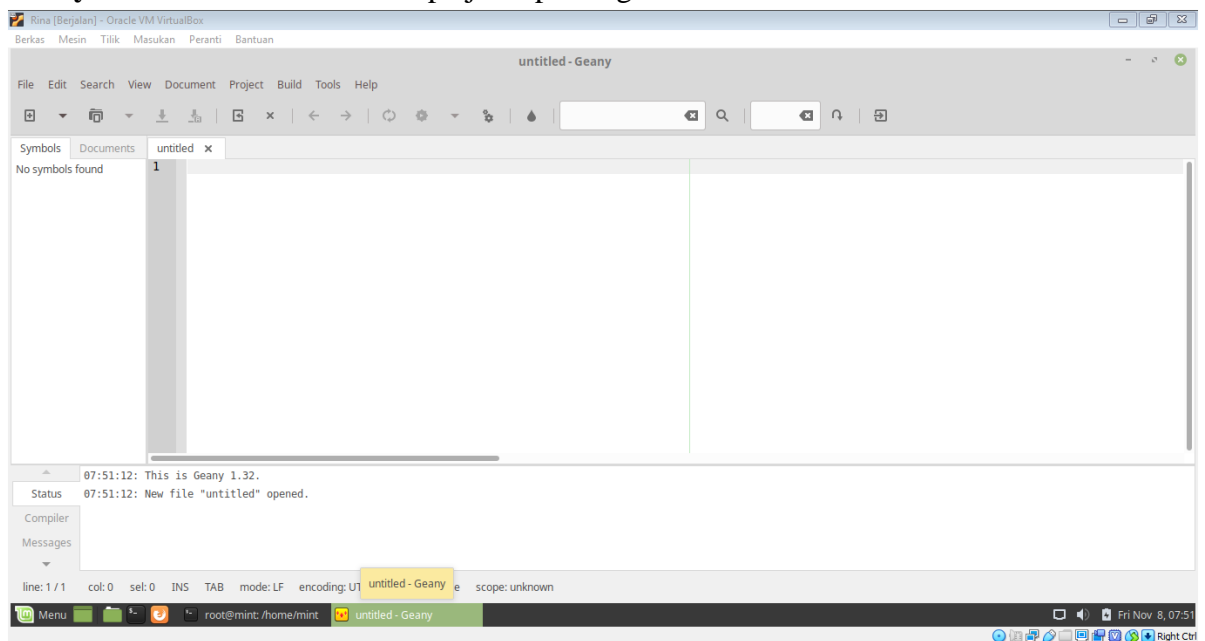 Rina [Berjalan] - Oracle VM VirtualBox
Berkas Mesin Tilik Masukan Peranti Bantuan
untitled - Geany
File Edit Search View Document Project Build Tools Help
Symbols Documents untitled
No symbols found
1
07:51:12: This is Geany 1.32.
Status 07:51:12: New file "untitled" opened.
Compiler
Messages
line: 1 / 1 col: 0 sel: 0 INS TAB mode: LF encoding: UT untitled - Geany e scope: unknown
Menu root@mint: /home/mint untitled - Geany Fri Nov 8, 07:51
Right Ctrl